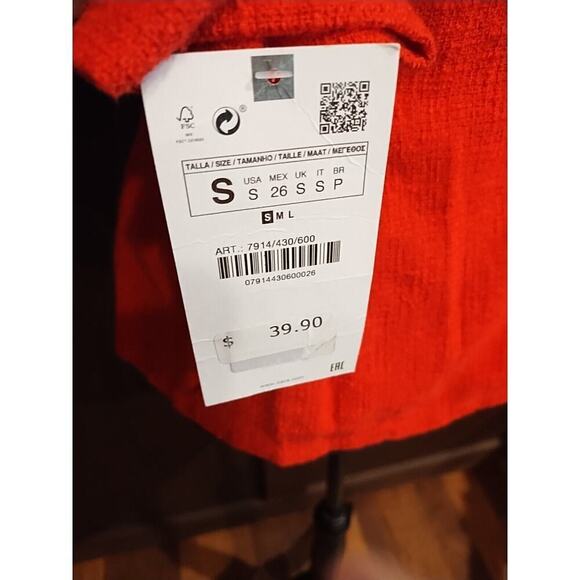 FSC
®
TALLA / SIZE / TAMANHO / TAILLE / MAAT / ΜΕΓΕΘΟΣ
S USA S MEX 26 UK S IT S BR P
S M L
ART.: 7914/430/600
07914430600026
$ 39.90
EAC